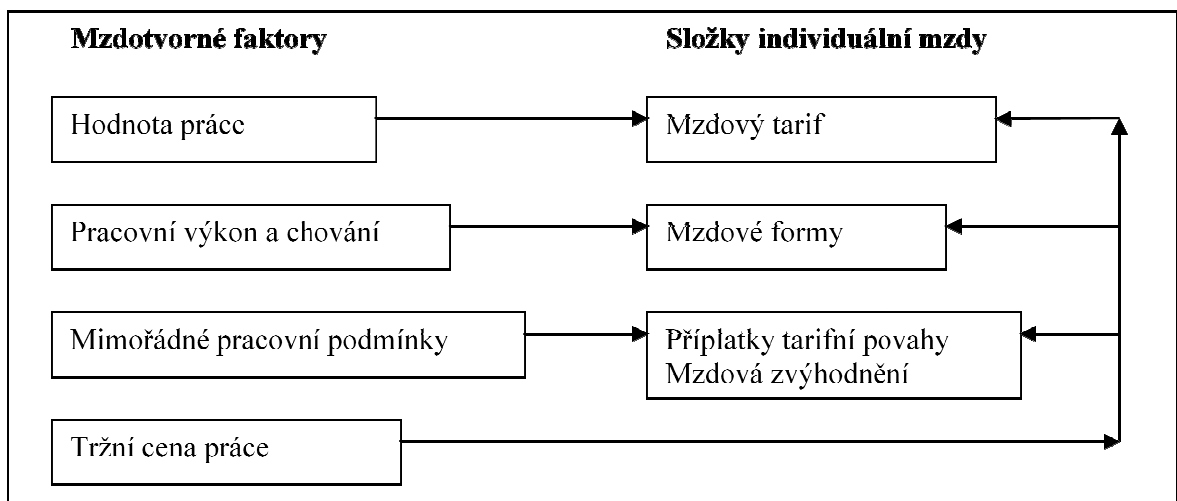 Mzdotvorné faktory
Složky individuální mzdy
Hodnota práce
Mzdový tarif
Pracovní výkon a chování
Mzdové formy
Mimořádné pracovní podmínky
Příplatky tarifní povahy
Mzdová zvýhodnění
Tržní cena práce